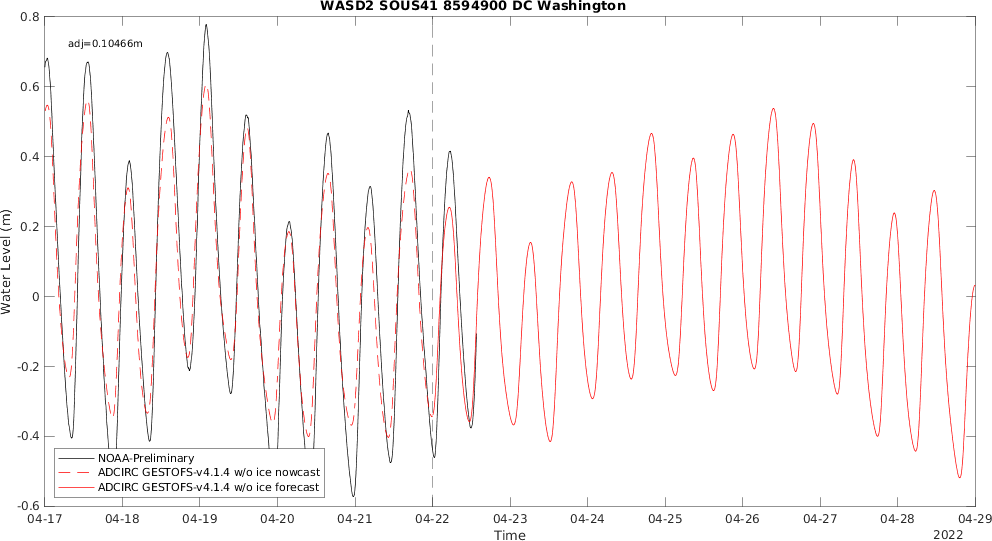 WASD2 SOUS41 8594900 DC Washington
adj=0.10466m
0.8
0.6
0.4
0.2
0
-0.2
-0.4
-0.6
Water Level (m)
NOAA-Preliminary
ADCIRC GESTOFS-v4.1.4 w/o ice nowcast
ADCIRC GESTOFS-v4.1.4 w/o ice forecast
04-17 04-18 04-19 04-20 04-21 04-22 04-23 04-24 04-25 04-26 04-27 04-28 04-29
Time
2022